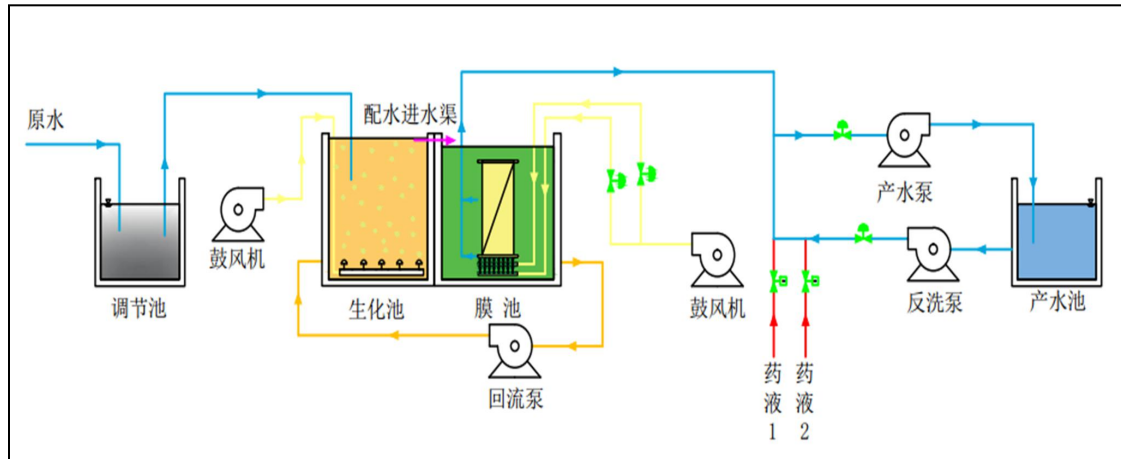 原水
配水进水渠
产水泵
鼓风机
调节池
生化池
膜 池
鼓风机
反洗泵
产水池
回流泵
药液1
药液2